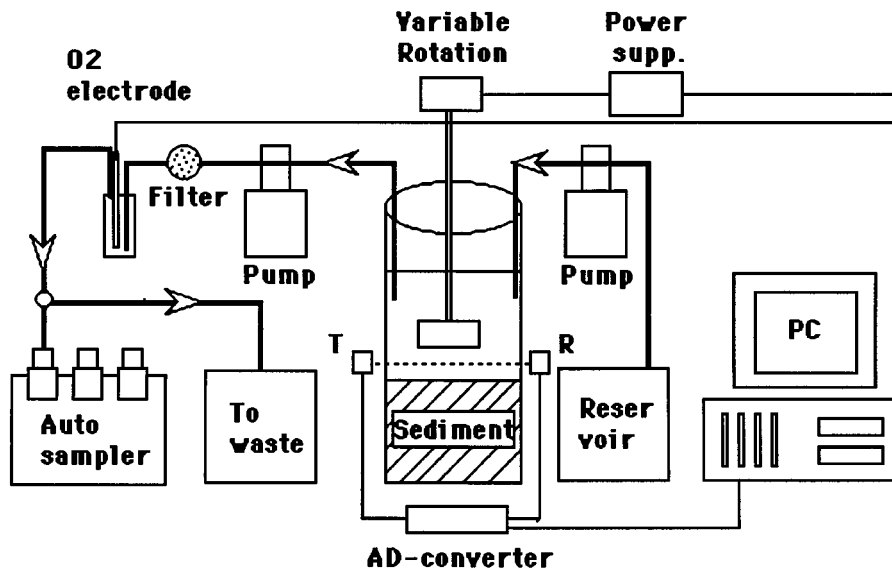 Variable
Rotation
Power
supp.
O2
electrode
Filter
Pump
Pump
T
R
PC
Auto
sampler
To
waste
Sediment
Reser
voir
AD-converter